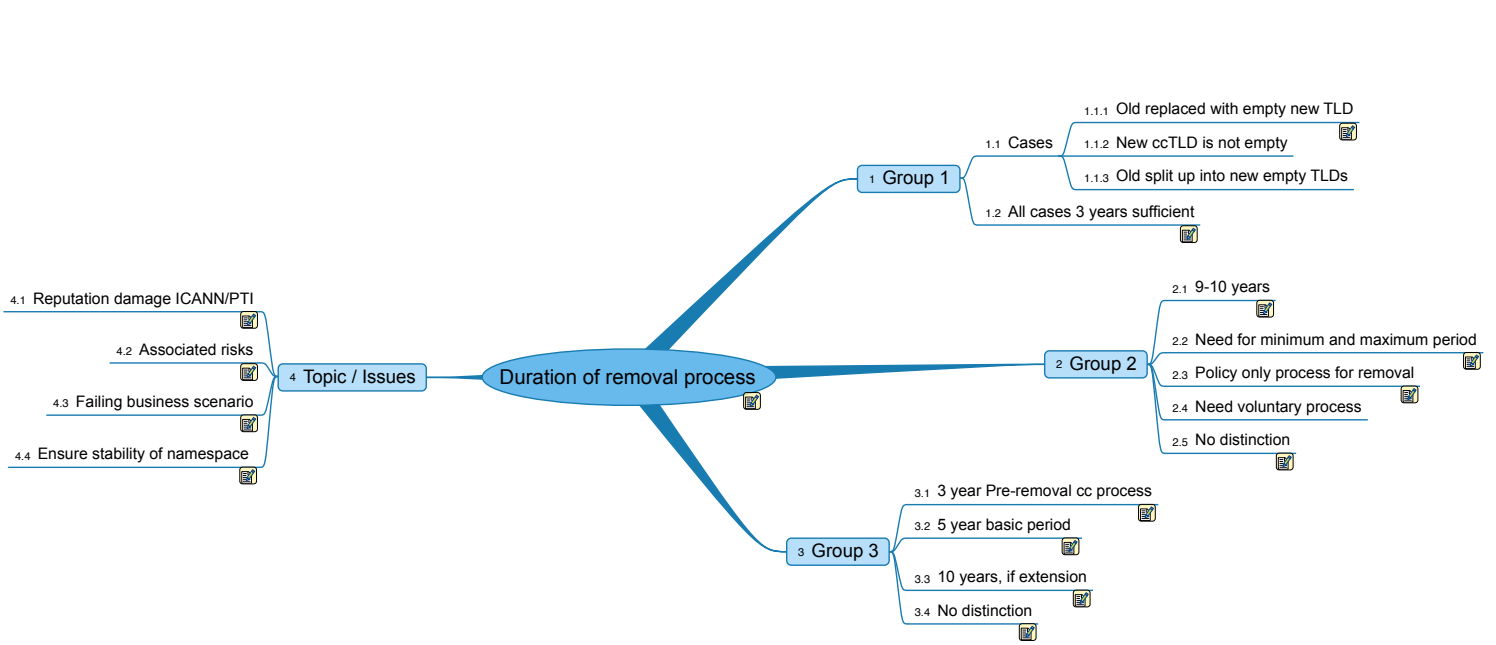 Duration of removal process
1 Group 1
1.1 Cases
1.1.1 Old replaced with empty new TLD
1.1.2 New ccTLD is not empty
1.1.3 Old split up into new empty TLDs
1.2 All cases 3 years sufficient
2 Group 2
2.1 9-10 years
2.2 Need for minimum and maximum period
2.3 Policy only process for removal
2.4 Need voluntary process
2.5 No distinction
3 Group 3
3.1 3 year Pre-removal cc process
3.2 5 year basic period
3.3 10 years, if extension
3.4 No distinction
4 Topic / Issues
4.1 Reputation damage ICANN/PTI
4.2 Associated risks
4.3 Failing business scenario
4.4 Ensure stability of namespace